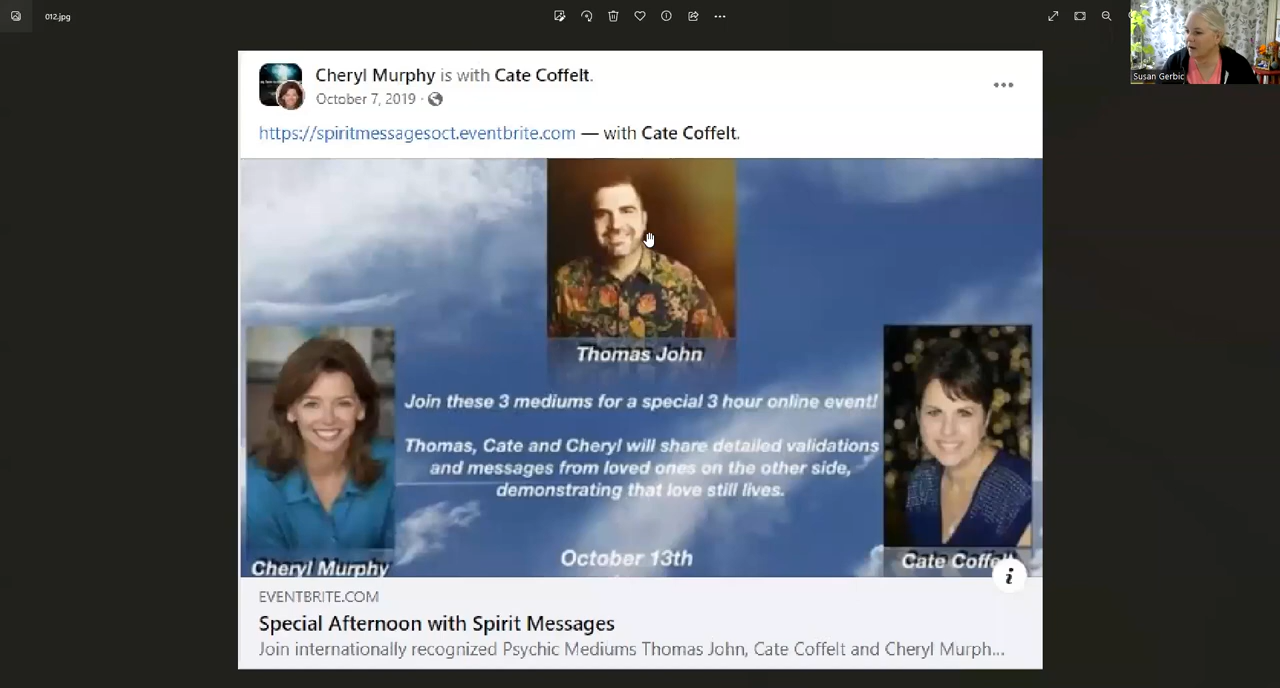 012.jpg
Susan Gerbic
Cheryl Murphy is with Cate Coffelt.
October 7, 2019 ·
https://spiritmessagesoct.eventbrite.com — with Cate Coffelt.
Thomas John
Join these 3 mediums for a special 3 hour online event!
Thomas, Cate and Cheryl will share detailed validations
and messages from loved ones on the other side,
demonstrating that love still lives.
October 13th
Cheryl Murphy
Cate Coffelt
EVENTBRITE.COM
Special Afternoon with Spirit Messages
Join internationally recognized Psychic Mediums Thomas John, Cate Coffelt and Cheryl Murph...